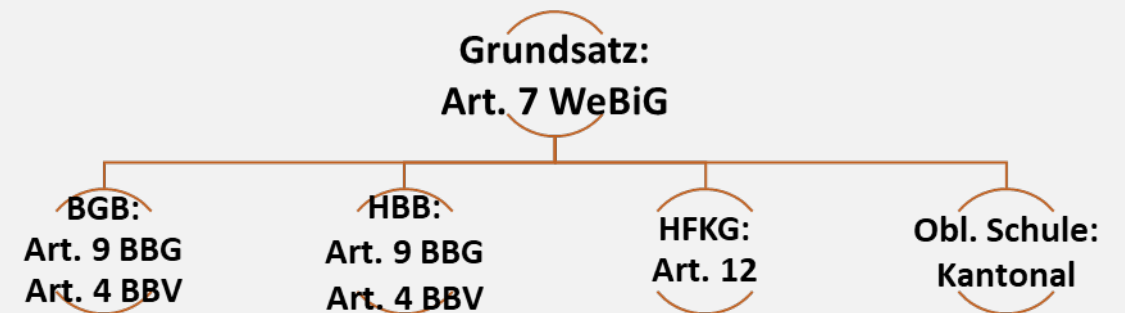 Grundsatz:
Art. 7 WeBiG
BGB:
Art. 9 BBG
Art. 4 BBV
HBB:
Art. 9 BBG
Art. 4 BBV
HFKG:
Art. 12
Obl. Schule:
Kantonal